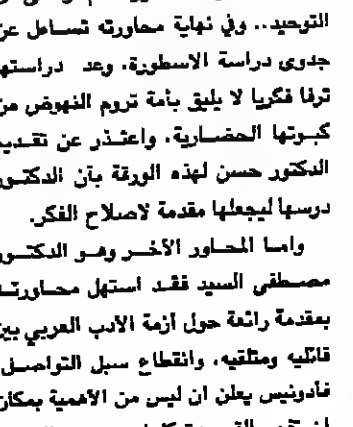 التوحيد.. وفي نهاية محاورته تساءل عن
جدوى دراسة الاسطورة، وعد دراستها
ترفا فكريا لا يليق بأمة تروم النهوض من
كبوتها الحضارية، واعتذر عن تقديم
الدكتور حسن لهذه الورقة بأن الدكتور
درسها ليجعلها مقدمة لاصلاح الفكر.
واما المحاور الآخر وهو الدكتور
مصطفى السيد فقد استهل محاورته
بمقدمة رائعة حول أزمة الأدب العربي بين
قائليه ومتلقيه، وانقطاع سبل التواصل
فأدونيس يعلن ان ليس من الأهمية بمكان